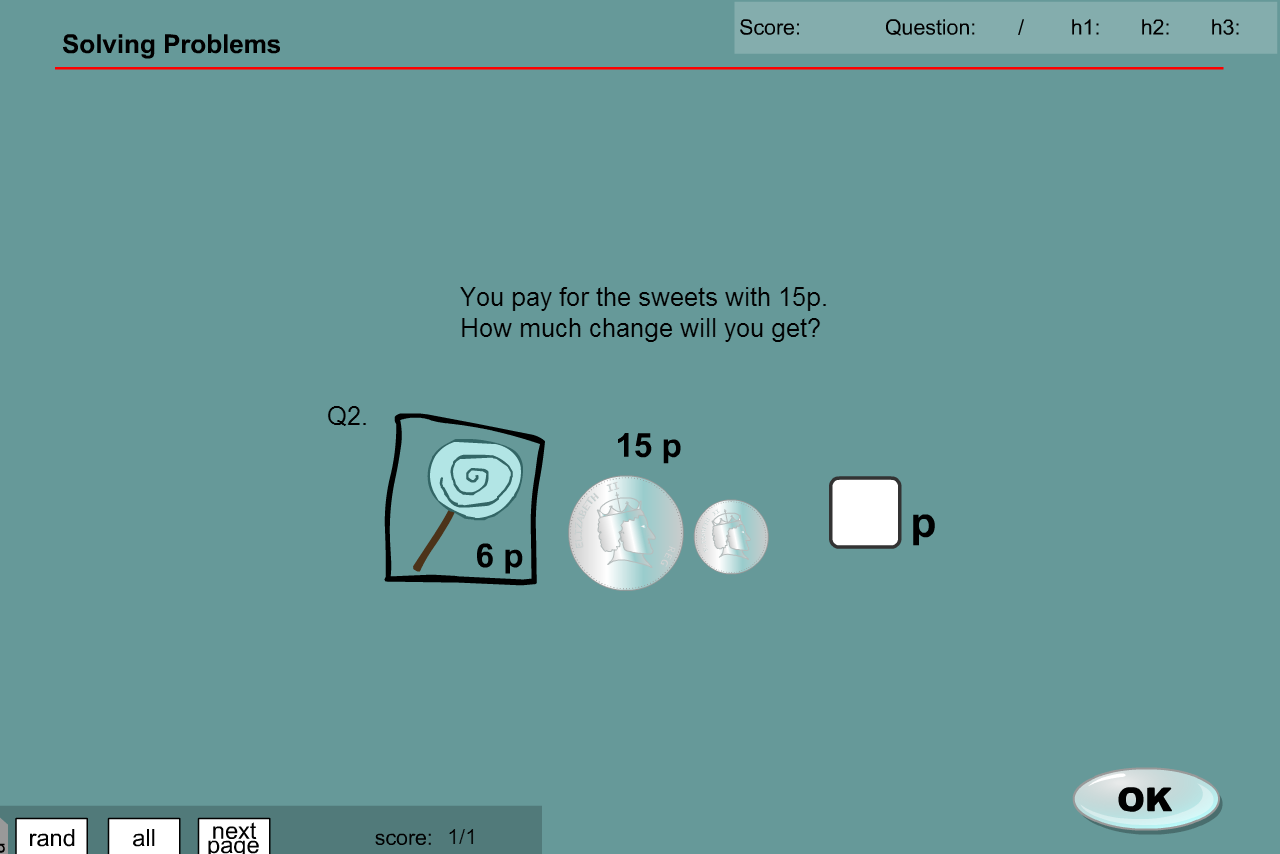 Solving Problems
Score: Question: / h1: h2: h3:
You pay for the sweets with 15p.
How much change will you get?
Q2.
15 p
6 p
p
OK
rand
all
next
page
score: 1/1